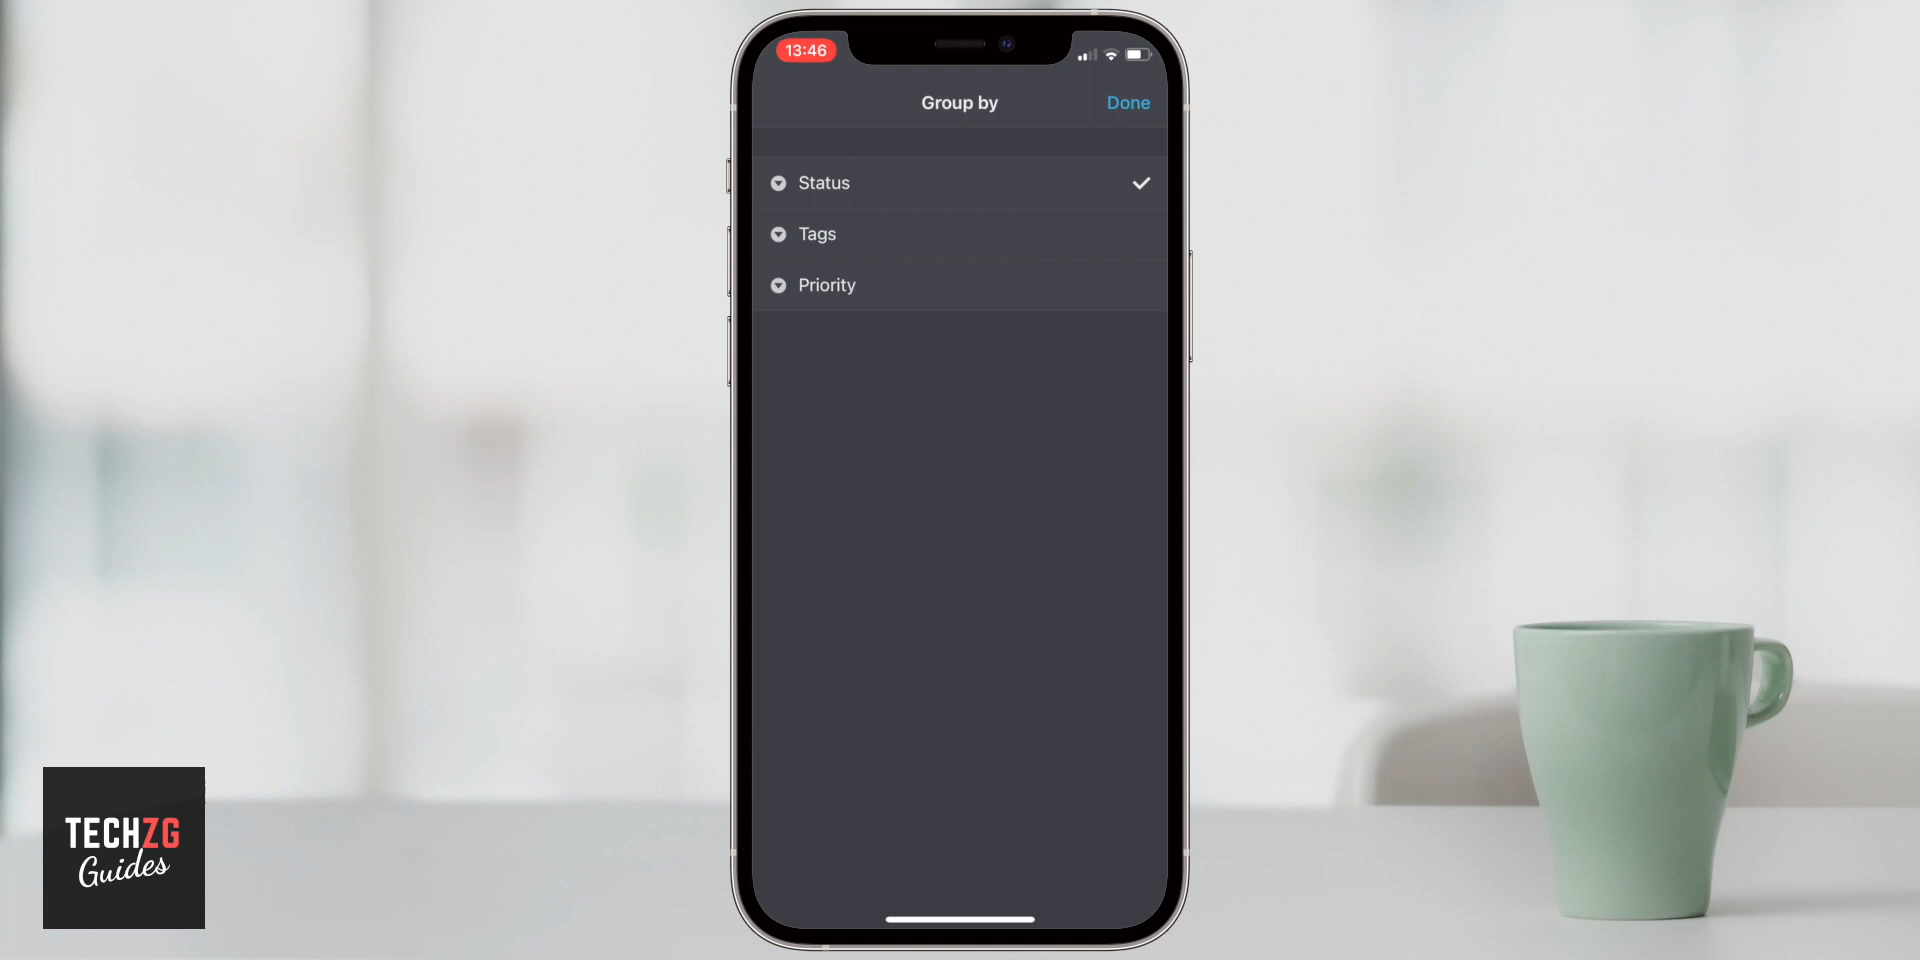 13:46
Group by
Done
Status
Tags
Priority
TECHZG
Guides